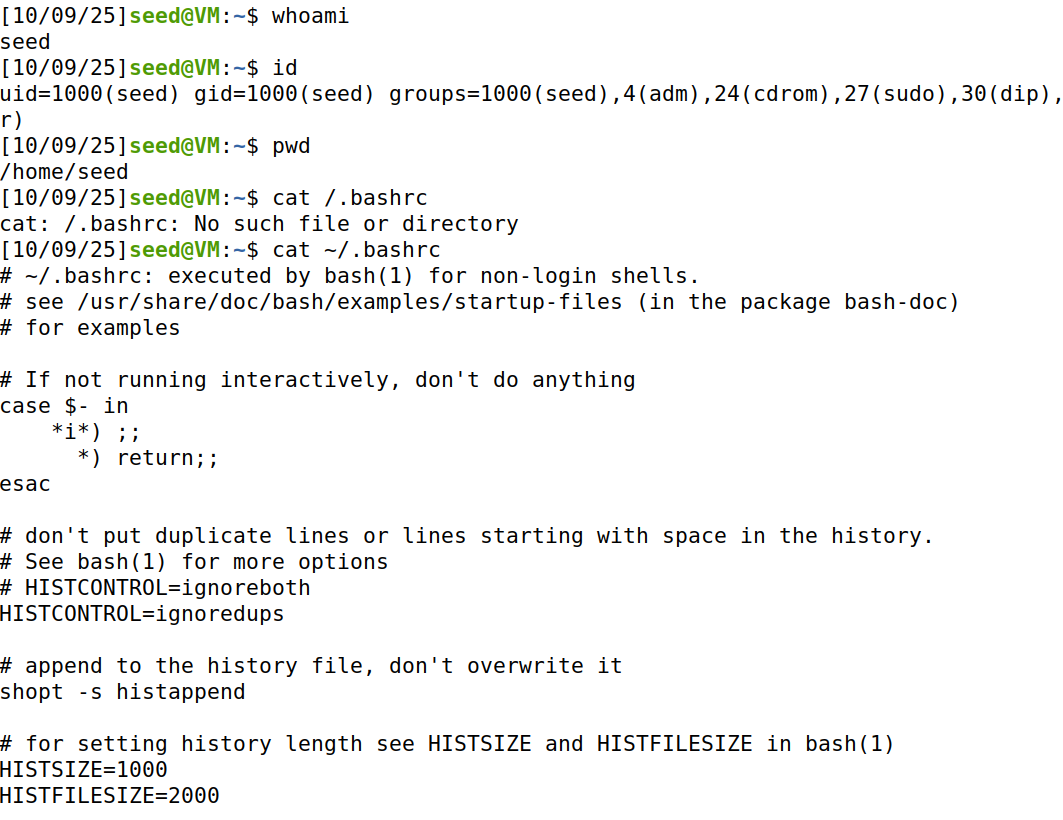 [10/09/25]seed@VM:~$ whoami
seed
[10/09/25]seed@VM:~$ id
uid=1000(seed) gid=1000(seed) groups=1000(seed),4(adm),24(cdrom),27(sudo),30(dip),
r)
[10/09/25]seed@VM:~$ pwd
/home/seed
[10/09/25]seed@VM:~$ cat /.bashrc
cat: /.bashrc: No such file or directory
[10/09/25]seed@VM:~$ cat ~/.bashrc
# ~/.bashrc: executed by bash(1) for non-login shells.
# see /usr/share/doc/bash/examples/startup-files (in the package bash-doc)
# for examples

# If not running interactively, don't do anything
case $- in
    *i*) ;;
      *) return;;
esac

# don't put duplicate lines or lines starting with space in the history.
# See bash(1) for more options
# HISTCONTROL=ignoreboth
HISTCONTROL=ignoredups

# append to the history file, don't overwrite it
shopt -s histappend

# for setting history length see HISTSIZE and HISTFILESIZE in bash(1)
HISTSIZE=1000
HISTFILESIZE=2000